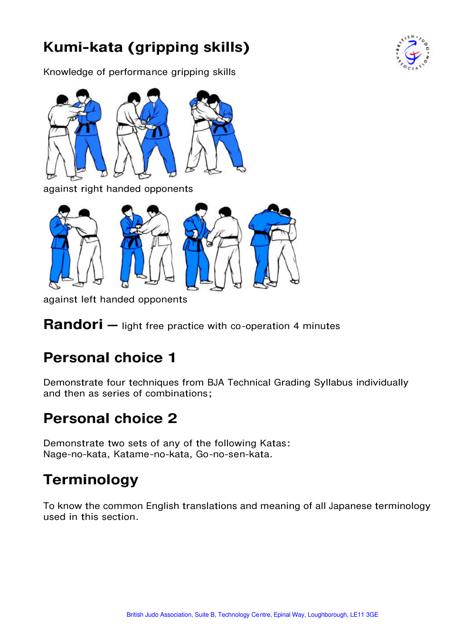 Kumi-kata (gripping skills)
BRITISH JUDO ASSOCIATION
Knowledge of performance gripping skills
against right handed opponents
against left handed opponents
Randori — light free practice with co-operation 4 minutes
Personal choice 1
Demonstrate four techniques from BJA Technical Grading Syllabus individually
and then as series of combinations;
Personal choice 2
Demonstrate two sets of any of the following Katas:
Nage-no-kata, Katame-no-kata, Go-no-sen-kata.
Terminology
To know the common English translations and meaning of all Japanese terminology
used in this section.
British Judo Association, Suite B, Technology Centre, Epinal Way, Loughborough, LE11 3GE